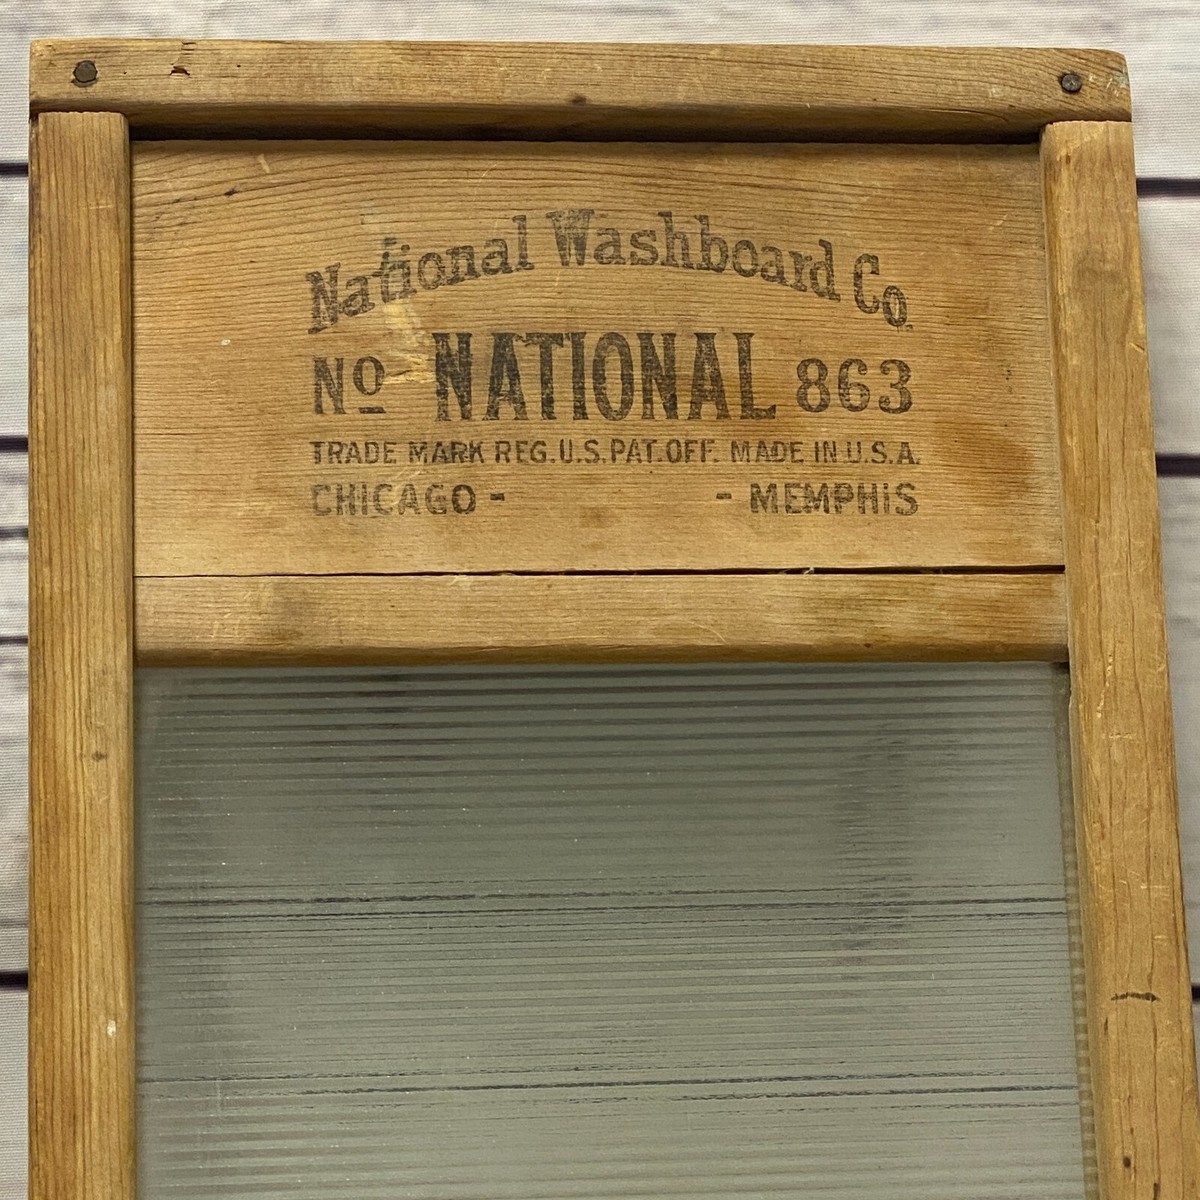 National Washboard Co.
No NATIONAL 863
TRADE MARK REG. U.S. PAT. OFF. MADE IN U.S.A.
CHICAGO - - MEMPHIS